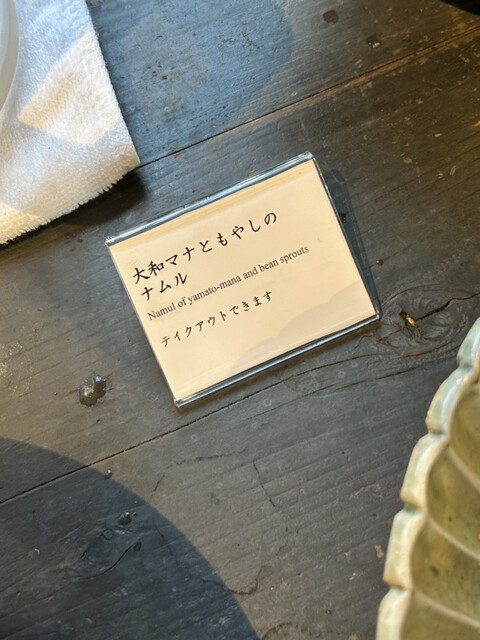 大和マナともやしの
ナムル
Namul of yamato-mana and bean sprouts
テイクアウトできます